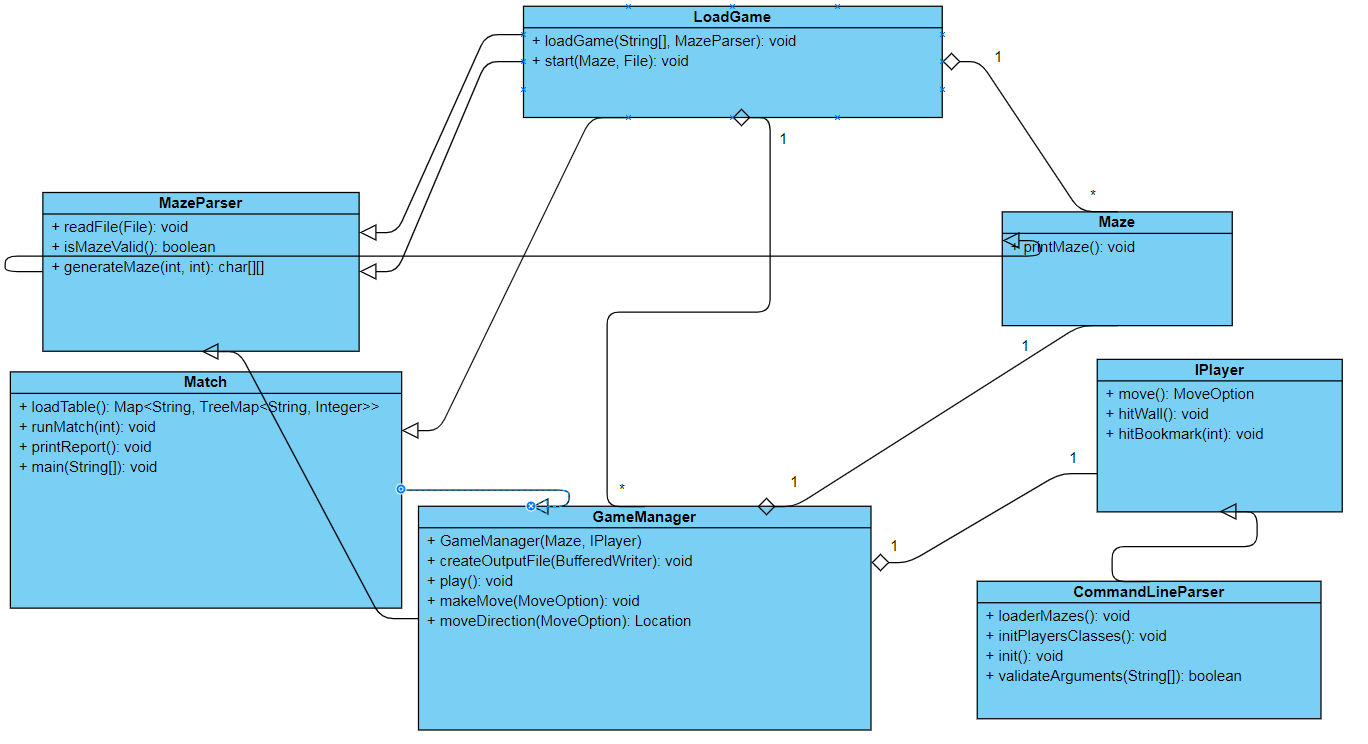 LoadGame
+ loadGame(String[], MazeParser): void
+ start(Maze, File): void
1
1
*
MazeParser
+ readFile(File): void
+ isMazeValid(): boolean
+ generateMaze(int, int): char[][]
Maze
+ printMaze(): void
1
Match
+ loadTable(): Map<String, TreeMap<String, Integer>>
+ runMatch(int): void
+ printReport(): void
+ main(String[]): void
IPlayer
+ move(): MoveOption
+ hitWall(): void
+ hitBookmark(int): void
1
1
*
GameManager
+ GameManager(Maze, IPlayer)
+ createOutputFile(BufferedWriter): void
+ play(): void
+ makeMove(MoveOption): void
+ moveDirection(MoveOption): Location
1
CommandLineParser
+ loaderMazes(): void
+ initPlayersClasses(): void
+ init(): void
+ validateArguments(String[]): boolean